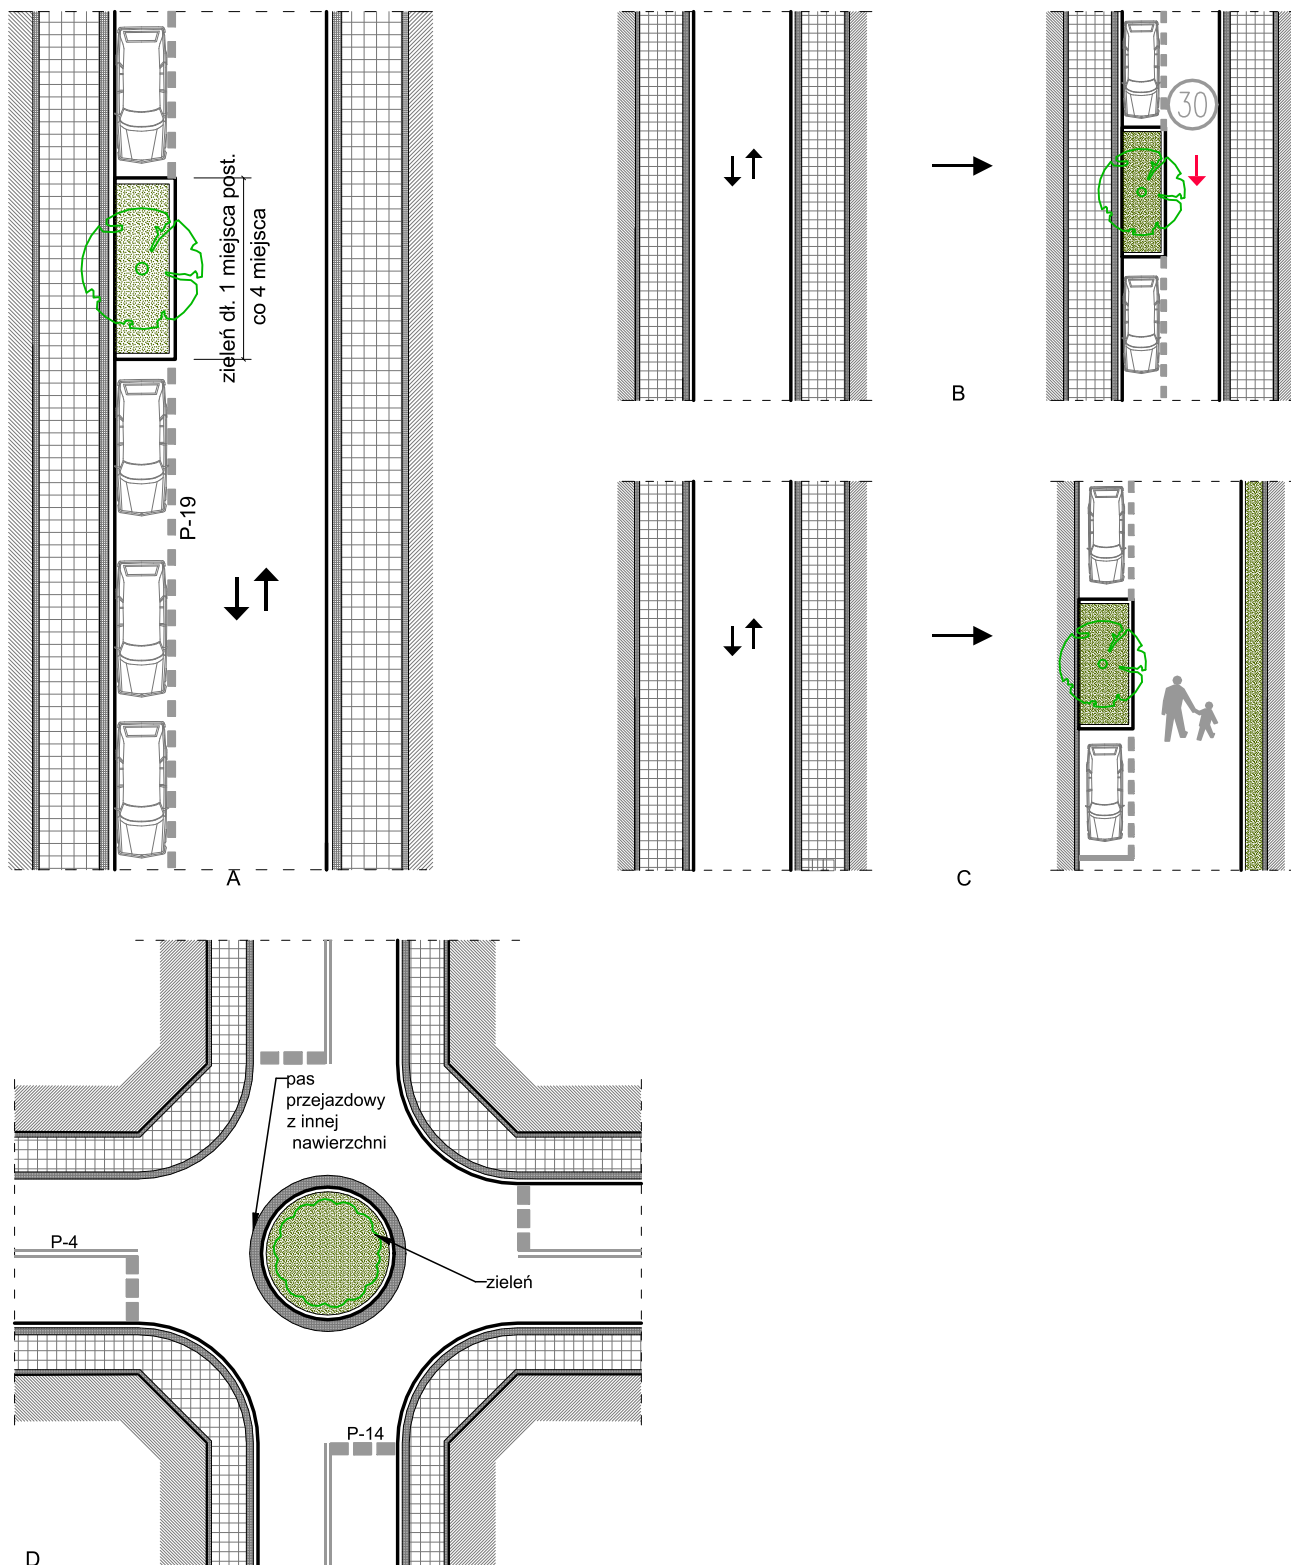 zieleń dł. 1 miejsca post.
co 4 miejsca
P-19
A
30
B
C
pas
przejazdowy
z innej
nawierzchni
P-4
zieleń
P-14
D